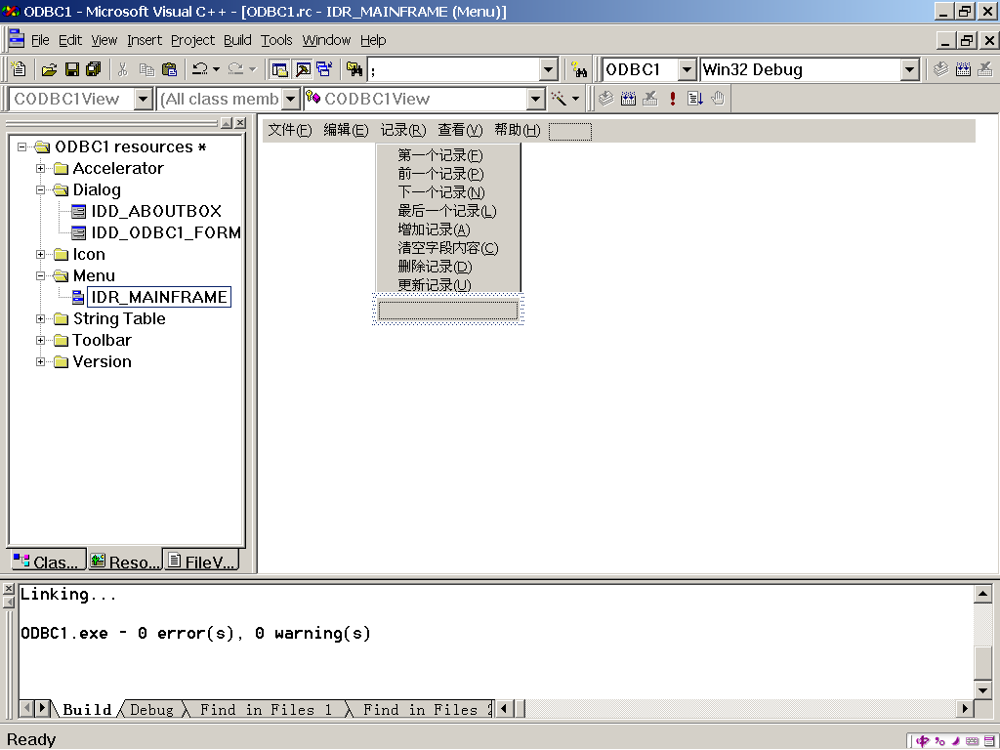 ODBC1 - Microsoft Visual C++ - [ODBC1.rc - IDR_MAINFRAME (Menu)]
File Edit View Insert Project Build Tools Window Help
; ODBC1 Win32 Debug
CODBC1View (All class memb CODBC1View
文件(F) 编辑(E) 记录(R) 查看(V) 帮助(H)
第一个记录(F)
前一个记录(P)
下一个记录(N)
最后一个记录(L)
增加记录(A)
清空字段内容(C)
删除记录(D)
更新记录(U)
ODBC1 resources *
Accelerator
Dialog
IDD_ABOUTBOX
IDD_ODBC1_FORM
Icon
Menu
IDR_MAINFRAME
String Table
Toolbar
Version
Clas... Reso... FileV...
Linking...
ODBC1.exe - 0 error(s), 0 warning(s)
Build Debug Find in Files 1 Find in Files 2
Ready 中